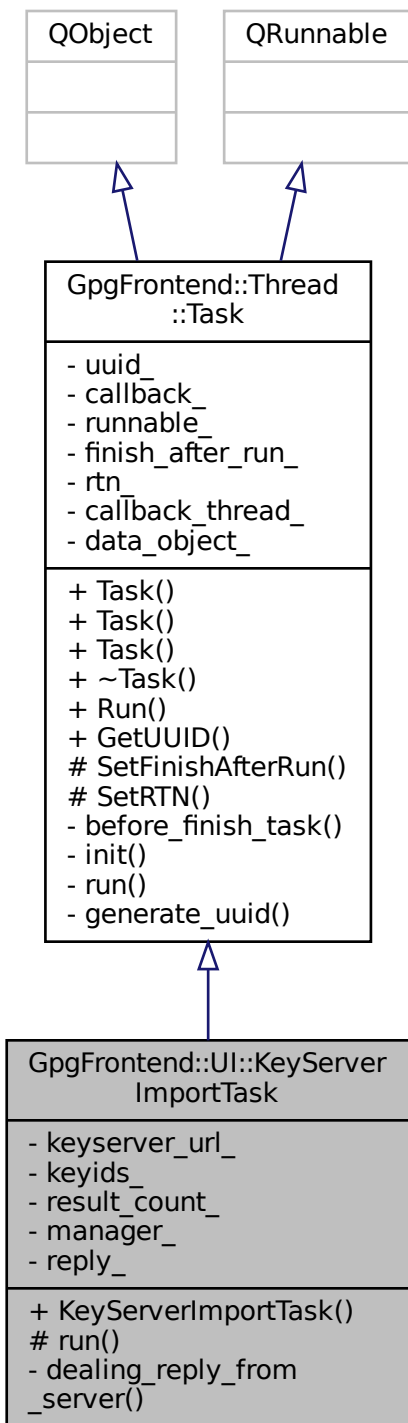 QObject
QRunnable
GpgFrontend::Thread
::Task
- uuid_
- callback_
- runnable_
- finish_after_run_
- rtn_
- callback_thread_
- data_object_
+ Task()
+ Task()
+ Task()
+ ~Task()
+ Run()
+ GetUUID()
# SetFinishAfterRun()
# SetRTN()
- before_finish_task()
- init()
- run()
- generate_uuid()
GpgFrontend::UI::KeyServer
ImportTask
- keyserver_url_
- keyids_
- result_count_
- manager_
- reply_
+ KeyServerImportTask()
# run()
- dealing_reply_from
_server()